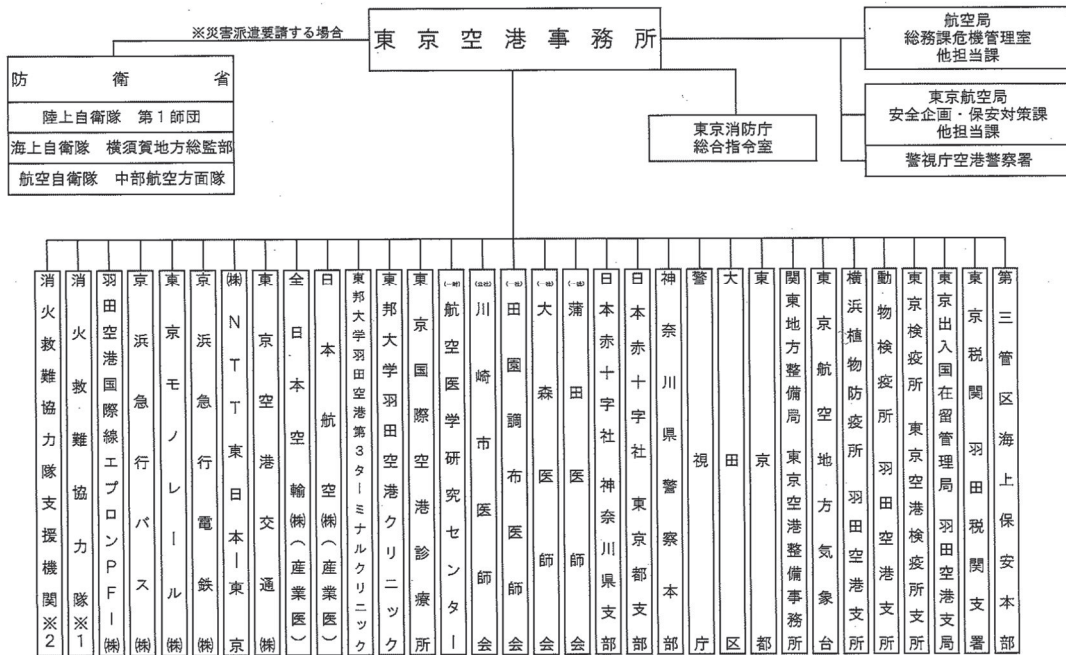 ※災害派遣要請する場合
東京空港事務所
航空局
総務課危機管理室
他担当課
防衛省
陸上自衛隊 第1師団
海上自衛隊 横須賀地方総監部
航空自衛隊 中部航空方面隊
東京消防庁
総合指令室
東京航空局
安全企画・保安対策課
他担当課
警視庁空港警察署
消火救難協力隊支援機関※2
消火救難協力隊※1
羽田空港国際線エプロンPFI㈱
京浜急行バス㈱
東京モノレール㈱
京浜急行電鉄㈱
㈱NTT東日本―東京
東京空港交通㈱
全日本空輸㈱(産業医)
日本航空㈱(産業医)
東邦大学羽田空港第3ターミナルクリニック
東邦大学羽田空港クリニック
東京国際空港診療所
(一財)航空医学研究センター
(公社)川崎市医師会
(一社)田園調布医師会
(一社)大森医師会
(一社)蒲田医師会
日本赤十字社 神奈川県支部
日本赤十字社 東京都支部
神奈川県警察本部
警視庁
大田区
東京都
関東地方整備局 東京空港整備事務所
東京航空地方気象台
横浜植物防疫所 羽田空港支所
動物検疫所 羽田空港支所
東京検疫所 東京空港検疫所支所
東京出入国在留管理局 羽田空港支局
東京税関 羽田税関支署
第三管区海上保安本部